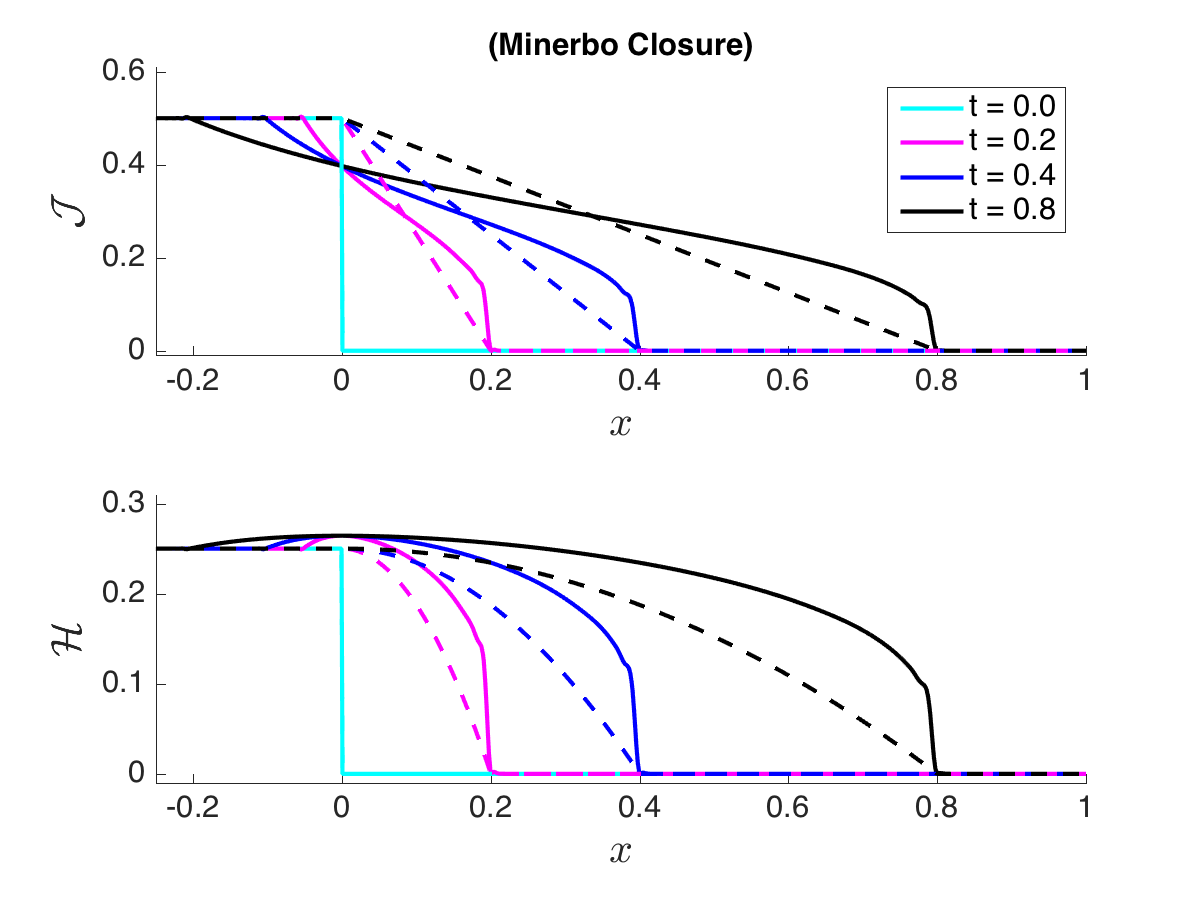 (Minerbo Closure)
0.6
0.4
0.2
0
𝒥
t = 0.0
t = 0.2
t = 0.4
t = 0.8
-0.2 0 0.2 0.4 0.6 0.8 1
x
0.3
0.2
0.1
0
ℋ
-0.2 0 0.2 0.4 0.6 0.8 1
x